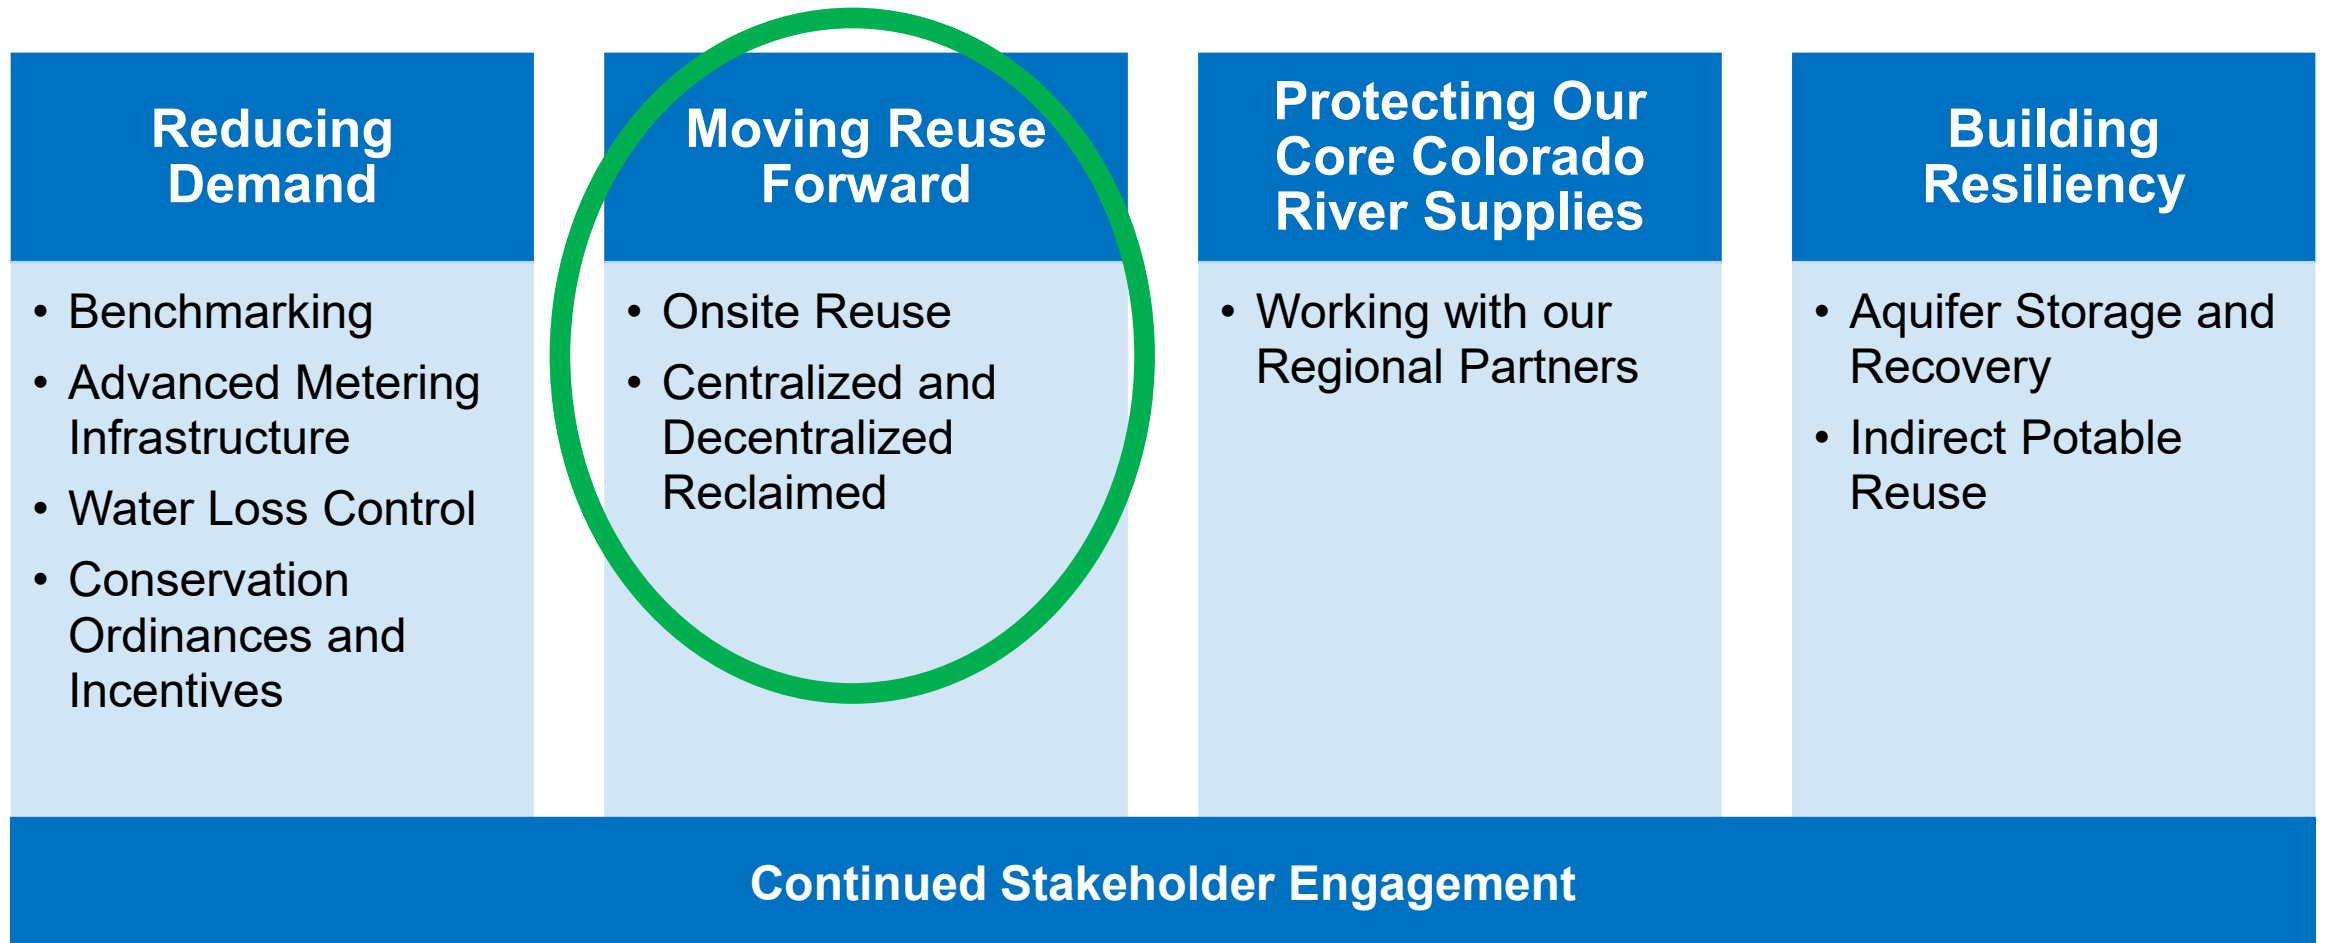 Reducing
Demand
• Benchmarking
• Advanced Metering
Infrastructure
• Water Loss Control
• Conservation
Ordinances and
Incentives
Moving Reuse
Forward
• Onsite Reuse
• Centralized and
Decentralized
Reclaimed
Protecting Our
Core Colorado
River Supplies
• Working with our
Regional Partners
Building
Resiliency
• Aquifer Storage and
Recovery
• Indirect Potable
Reuse
Continued Stakeholder Engagement